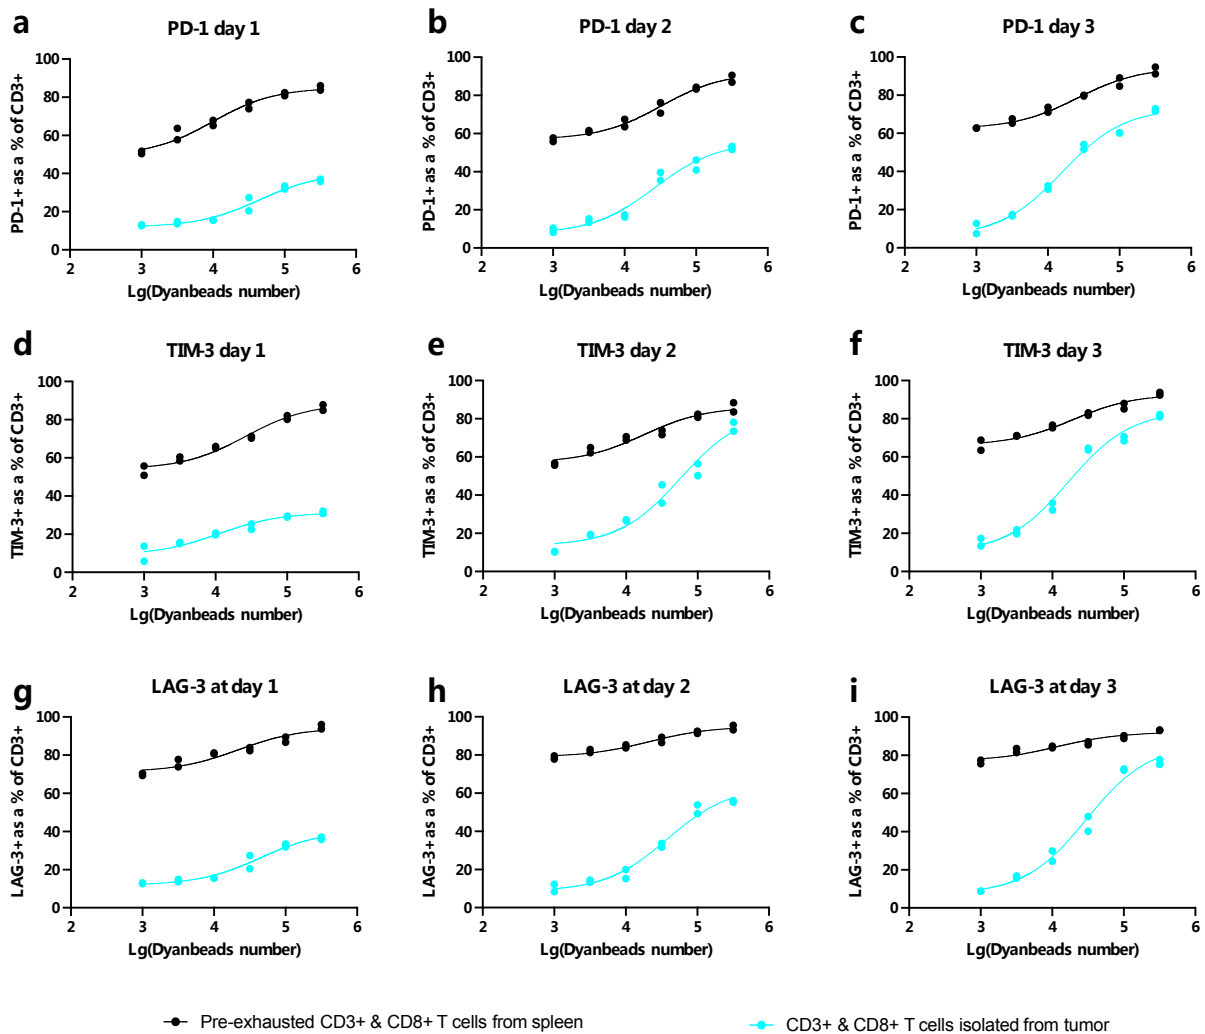 a
PD-1 day 1
PD-1+ as a % of CD3+
100
80
60
40
20
0
2 3 4 5 6
Lg(Dyanbeads number)
b
PD-1 day 2
PD-1+ as a % of CD3+
100
80
60
40
20
0
2 3 4 5 6
Lg(Dyanbeads number)
c
PD-1 day 3
PD-1+ as a % of CD3+
100
80
60
40
20
0
2 3 4 5 6
Lg(Dyanbeads number)
d
TIM-3 day 1
TIM-3+ as a % of CD3+
100
80
60
40
20
0
2 3 4 5 6
Lg(Dyanbeads number)
e
TIM-3 day 2
TIM-3+ as a % of CD3+
100
80
60
40
20
0
2 3 4 5 6
Lg(Dyanbeads number)
f
TIM-3 day 3
TIM-3+ as a % of CD3+
100
80
60
40
20
0
2 3 4 5 6
Lg(Dyanbeads number)
g
LAG-3 at day 1
LAG-3+ as a % of CD3+
100
80
60
40
20
0
2 3 4 5 6
Lg(Dyanbeads number)
h
LAG-3 at day 2
LAG-3+ as a % of CD3+
100
80
60
40
20
0
2 3 4 5 6
Lg(Dyanbeads number)
i
LAG-3 at day 3
LAG-3+ as a % of CD3+
100
80
60
40
20
0
2 3 4 5 6
Lg(Dyanbeads number)
Pre-exhausted CD3+ & CD8+ T cells from spleen
CD3+ & CD8+ T cells isolated from tumor